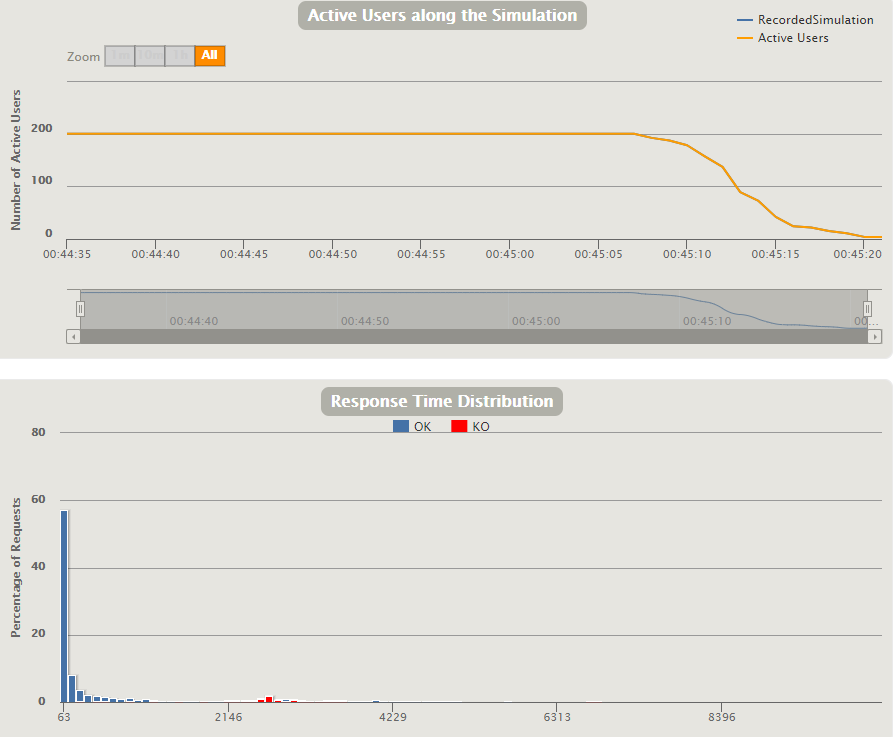 Active Users along the Simulation
RecordedSimulation
Active Users
Zoom 1m 10m 1h All
Number of Active Users
200
100
0
00:44:35 00:44:40 00:44:45 00:44:50 00:44:55 00:45:00 00:45:05 00:45:10 00:45:15 00:45:20
00:44:40 00:44:50 00:45:00 00:45:10 00...
Response Time Distribution
OK KO
Percentage of Requests
80
60
40
20
0
63 2146 4229 6313 8396